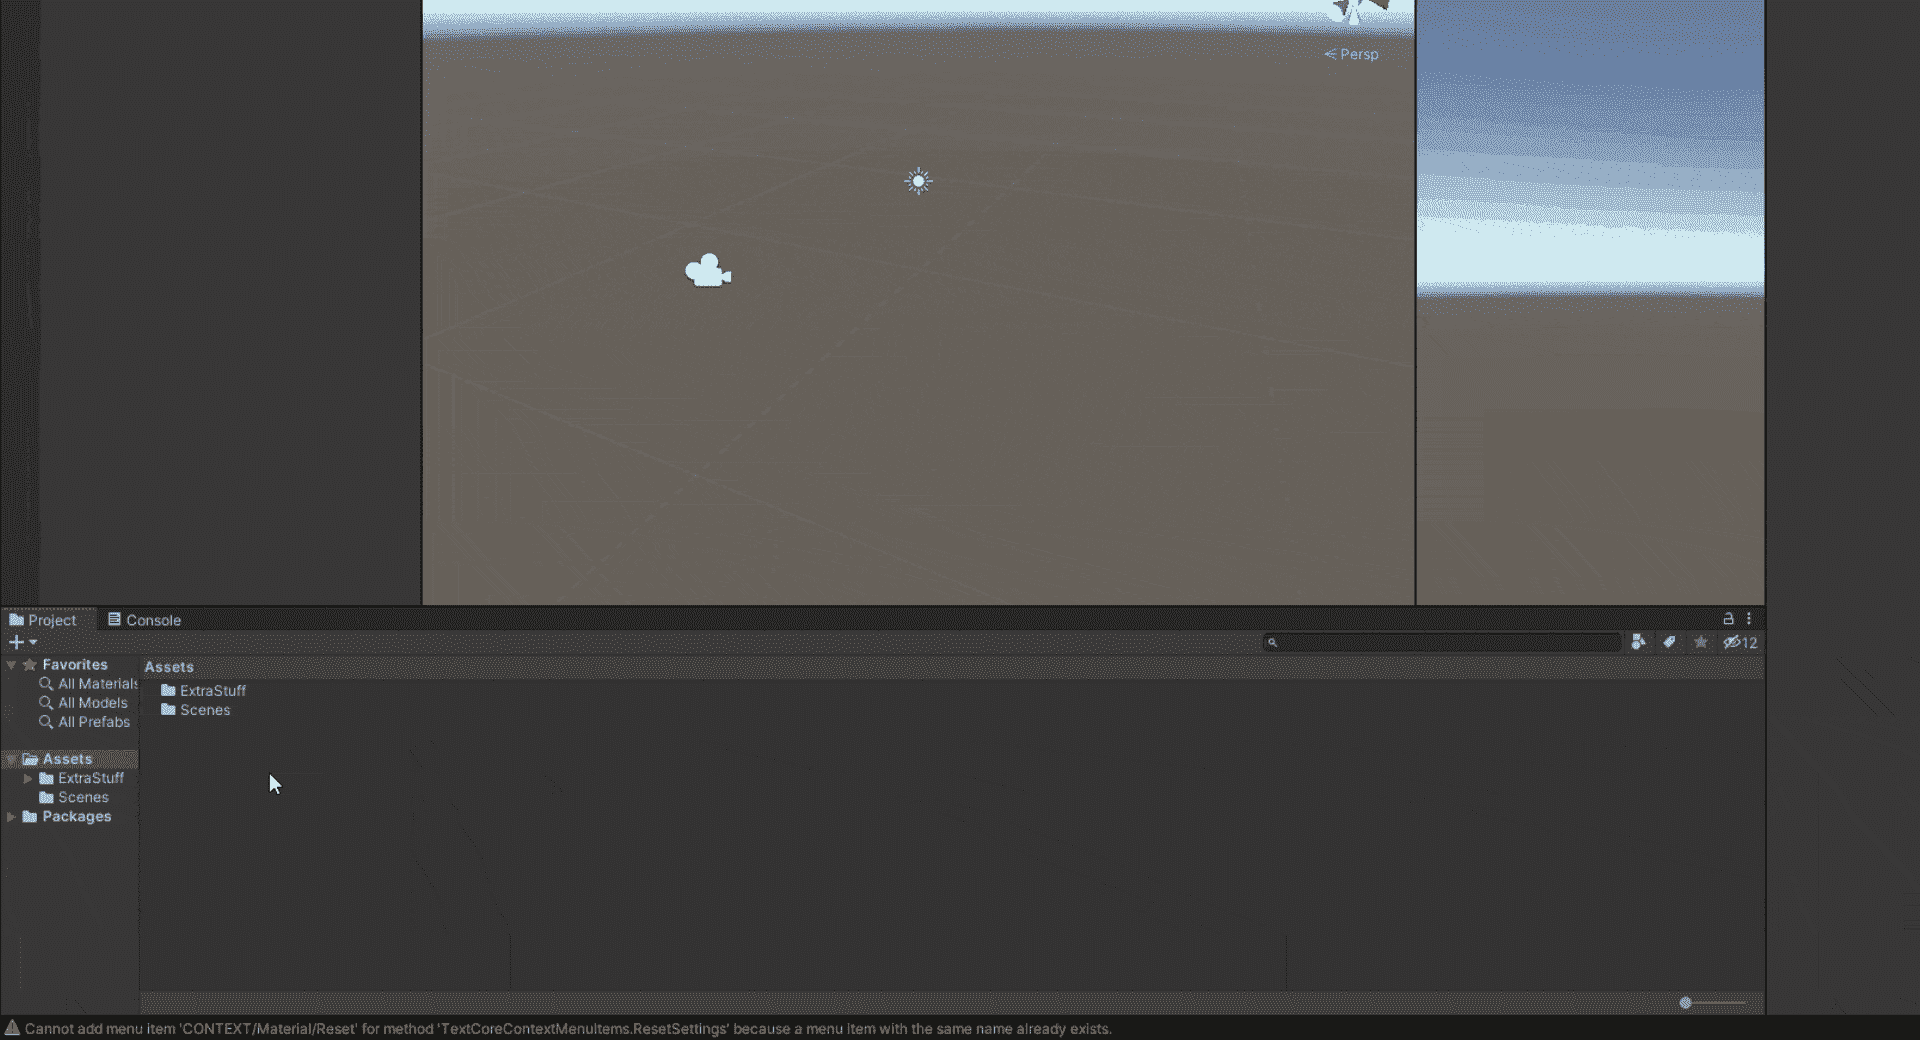 Persp
Project
Console
12
Favorites
All Materials
All Models
All Prefabs
Assets
ExtraStuff
Scenes
Packages
Assets
ExtraStuff
Scenes
Cannot add menu item 'CONTEXT/Material/Reset' for method 'TextCoreContextMenuItems.ResetSettings' because a menu item with the same name already exists.